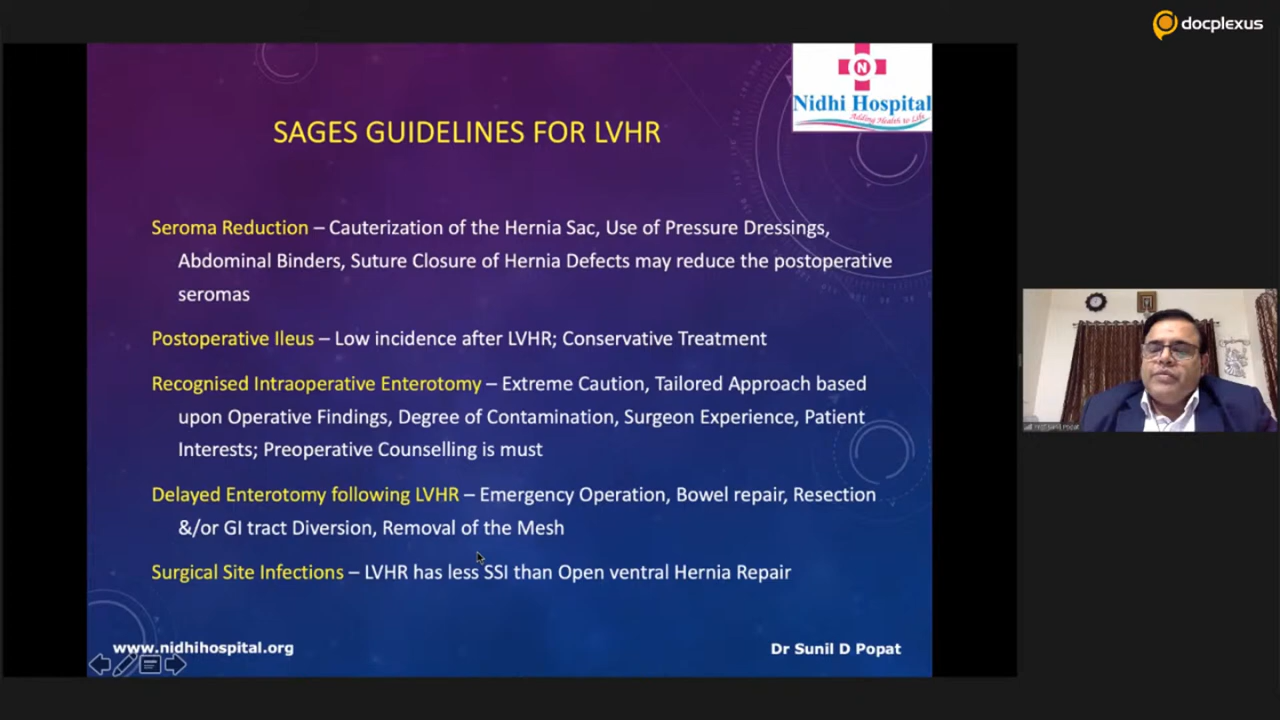 docplexus
N
Nidhi Hospital
Adding Health to Life
SAGES GUIDELINES FOR LVHR
Seroma Reduction – Cauterization of the Hernia Sac, Use of Pressure Dressings,
Abdominal Binders, Suture Closure of Hernia Defects may reduce the postoperative
seromas
Postoperative Ileus – Low incidence after LVHR; Conservative Treatment
Recognised Intraoperative Enterotomy – Extreme Caution, Tailored Approach based
upon Operative Findings, Degree of Contamination, Surgeon Experience, Patient
Interests; Preoperative Counselling is must
Delayed Enterotomy following LVHR – Emergency Operation, Bowel repair, Resection
&/or GI tract Diversion, Removal of the Mesh
Surgical Site Infections – LVHR has less SSI than Open ventral Hernia Repair
www.nidhihospital.org
Dr Sunil D Popat